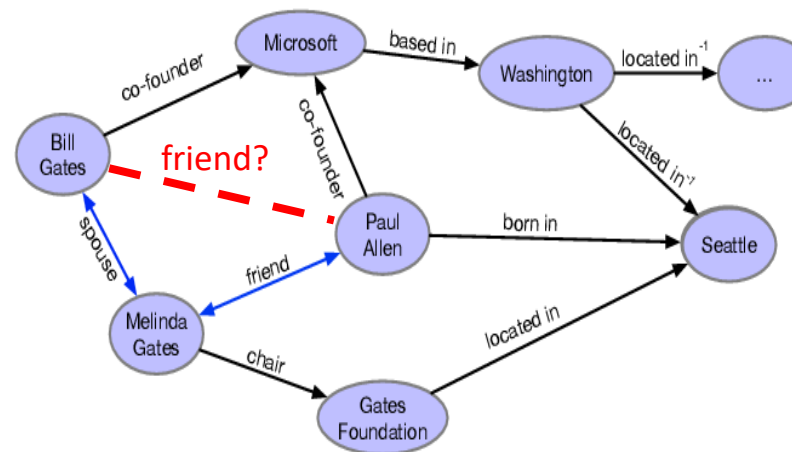 Microsoft
based in
Washington
located in⁻¹
...
co-founder
co-founder
Bill
Gates
friend?
located in⁻¹
Paul
Allen
born in
Seattle
spouse
friend
Melinda
Gates
located in
chair
Gates
Foundation